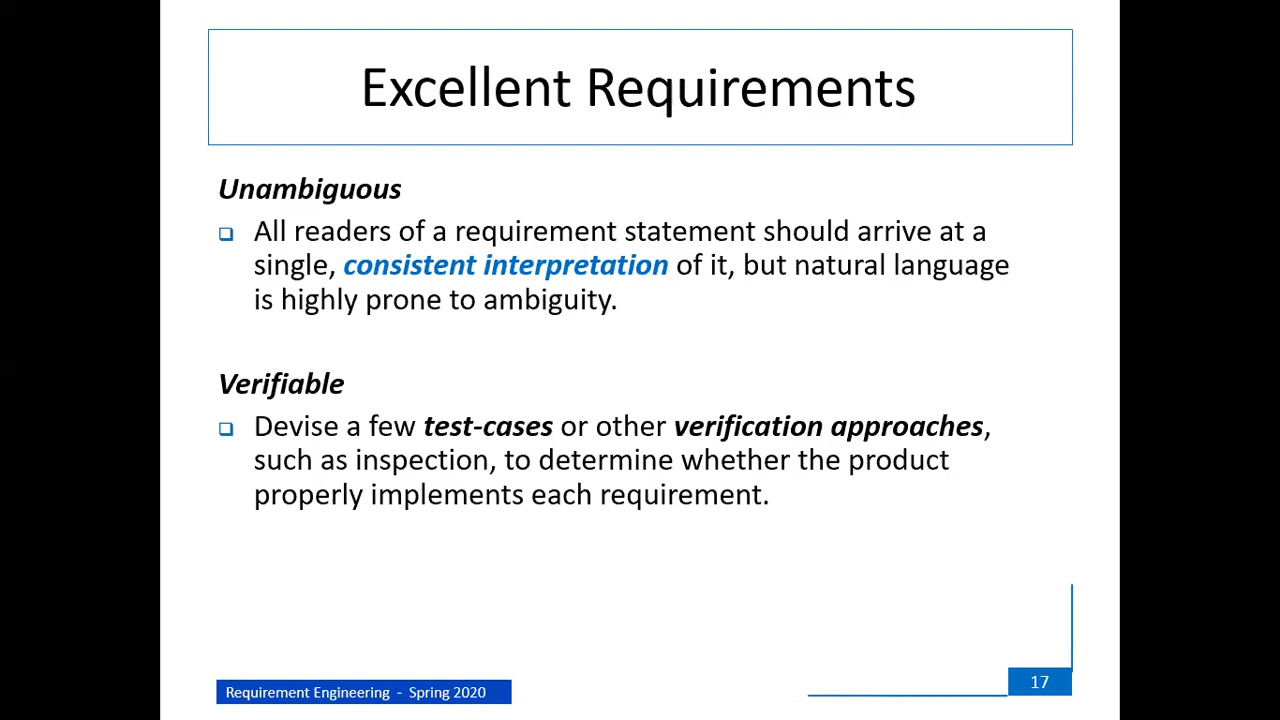 Excellent Requirements
Unambiguous
All readers of a requirement statement should arrive at a
single, consistent interpretation of it, but natural language
is highly prone to ambiguity.
Verifiable
Devise a few test-cases or other verification approaches,
such as inspection, to determine whether the product
properly implements each requirement.
Requirement Engineering - Spring 2020
17